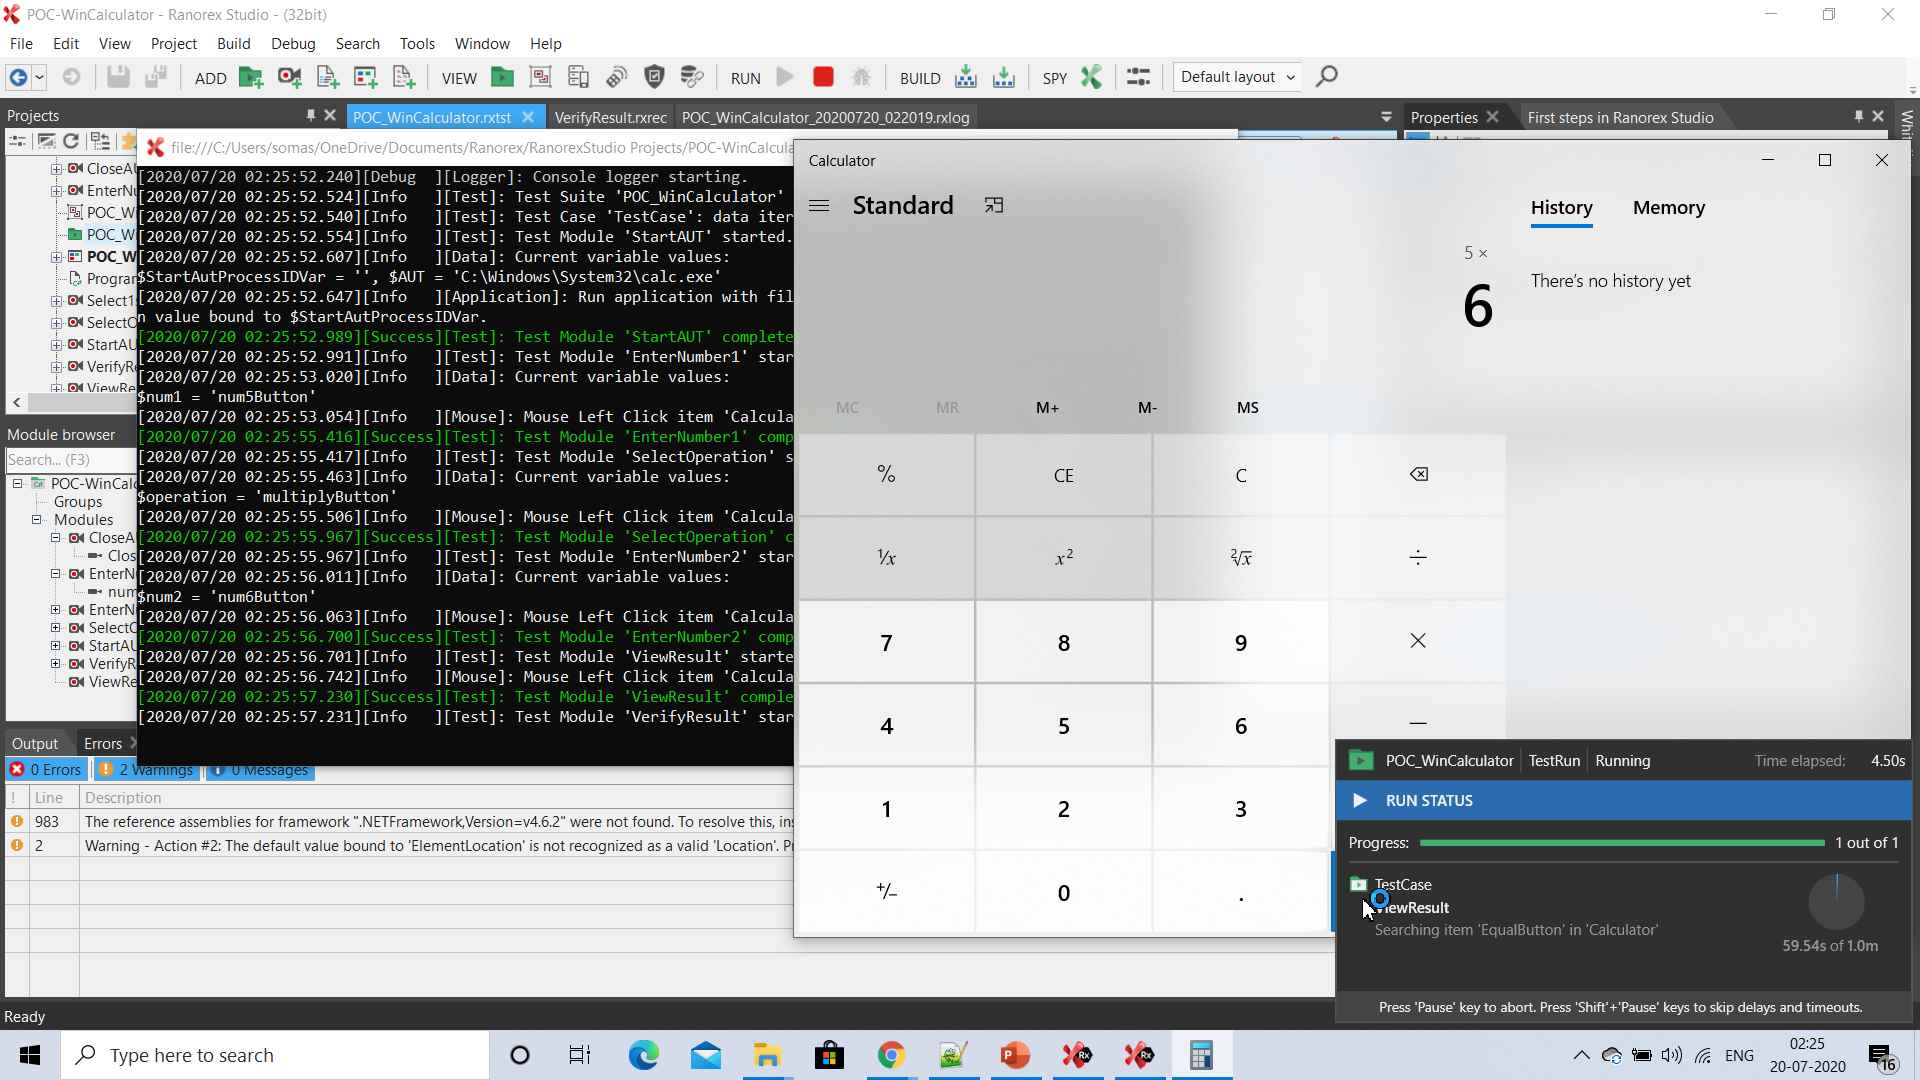 POC-WinCalculator - Ranorex Studio - (32bit)
File Edit View Project Build Debug Search Tools Window Help
ADD VIEW RUN BUILD SPY Default layout
Projects
POC_WinCalculator.rxtst VerifyResult.rxrec POC_WinCalculator_20200720_022019.rxlog
Properties First steps in Ranorex Studio
CloseAU
EnterNu
POC_W
POC_W
POC_W
Program
Select1
SelectO
StartAU
VerifyRe
ViewRe
Module browser
Search... (F3)
POC-WinCalc
Groups
Modules
CloseA
Clos
EnterN
num
EnterN
SelectO
StartAU
VerifyR
ViewRe
file:///C:/Users/somas/OneDrive/Documents/Ranorex/RanorexStudio Projects/POC-WinCalcula
[2020/07/20 02:25:52.240][Debug  ][Logger]: Console logger starting.
[2020/07/20 02:25:52.524][Info   ][Test]: Test Suite 'POC_WinCalculator'
[2020/07/20 02:25:52.540][Info   ][Test]: Test Case 'TestCase': data iter
[2020/07/20 02:25:52.554][Info   ][Test]: Test Module 'StartAUT' started.
[2020/07/20 02:25:52.607][Info   ][Data]: Current variable values:
$StartAutProcessIDVar = '', $AUT = 'C:\Windows\System32\calc.exe'
[2020/07/20 02:25:52.647][Info   ][Application]: Run application with fil
n value bound to $StartAutProcessIDVar.
[2020/07/20 02:25:52.989][Success][Test]: Test Module 'StartAUT' complete
[2020/07/20 02:25:52.991][Info   ][Test]: Test Module 'EnterNumber1' star
[2020/07/20 02:25:53.020][Info   ][Data]: Current variable values:
$num1 = 'num5Button'
[2020/07/20 02:25:53.054][Info   ][Mouse]: Mouse Left Click item 'Calcula
[2020/07/20 02:25:55.416][Success][Test]: Test Module 'EnterNumber1' comp
[2020/07/20 02:25:55.417][Info   ][Test]: Test Module 'SelectOperation' s
[2020/07/20 02:25:55.463][Info   ][Data]: Current variable values:
$operation = 'multiplyButton'
[2020/07/20 02:25:55.506][Info   ][Mouse]: Mouse Left Click item 'Calcula
[2020/07/20 02:25:55.967][Success][Test]: Test Module 'SelectOperation' c
[2020/07/20 02:25:55.967][Info   ][Test]: Test Module 'EnterNumber2' star
[2020/07/20 02:25:56.011][Info   ][Data]: Current variable values:
$num2 = 'num6Button'
[2020/07/20 02:25:56.063][Info   ][Mouse]: Mouse Left Click item 'Calcula
[2020/07/20 02:25:56.700][Success][Test]: Test Module 'EnterNumber2' comp
[2020/07/20 02:25:56.701][Info   ][Test]: Test Module 'ViewResult' starte
[2020/07/20 02:25:56.742][Info   ][Mouse]: Mouse Left Click item 'Calcula
[2020/07/20 02:25:57.230][Success][Test]: Test Module 'ViewResult' comple
[2020/07/20 02:25:57.231][Info   ][Test]: Test Module 'VerifyResult' star
Calculator
Standard
History Memory
5 ×
6
There's no history yet
MC MR M+ M- MS
% CE C
⅟x x² ²√x ÷
7 8 9 ×
4 5 6 −
1 2 3
+/− 0 .
Output Errors
0 Errors 2 Warnings 0 Messages
! Line Description
983 The reference assemblies for framework ".NETFramework,Version=v4.6.2" were not found. To resolve this, ins
2 Warning - Action #2: The default value bound to 'ElementLocation' is not recognized as a valid 'Location'. Pr
POC_WinCalculator TestRun Running Time elapsed: 4.50s
RUN STATUS
Progress: 1 out of 1
TestCase
ViewResult
Searching item 'EqualButton' in 'Calculator'
59.54s of 1.0m
Press 'Pause' key to abort. Press 'Shift'+'Pause' keys to skip delays and timeouts.
Ready
Type here to search
ENG
02:25
20-07-2020
16